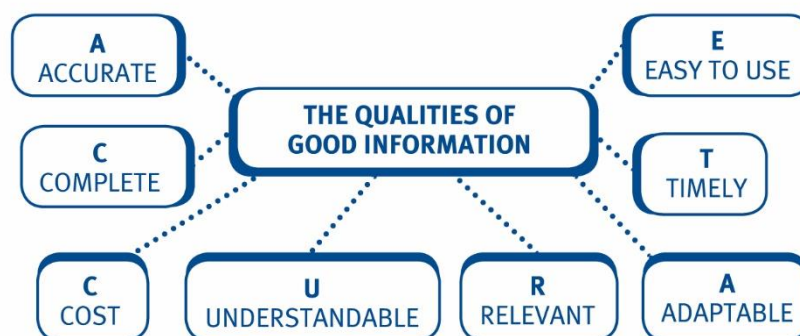 A
ACCURATE
E
EASY TO USE
THE QUALITIES OF
GOOD INFORMATION
C
COMPLETE
T
TIMELY
C
COST
U
UNDERSTANDABLE
R
RELEVANT
A
ADAPTABLE